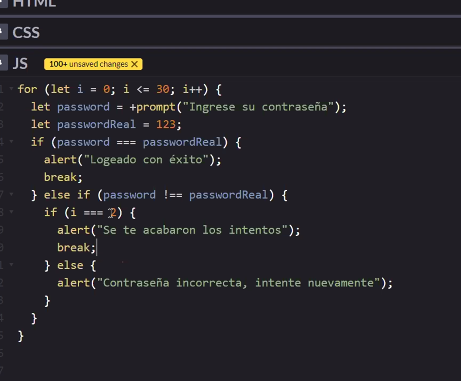 HTML
CSS
JS 100+ unsaved changes X
for (let i = 0; i <= 30; i++) {
let password = +prompt("Ingrese su contraseña");
let passwordReal = 123;
if (password === passwordReal) {
alert("Logeado con éxito");
break;
} else if (password !== passwordReal) {
if (i === 2) {
alert("Se te acabaron los intentos");
break;
} else {
alert("Contraseña incorrecta, intente nuevamente");
}
}
}